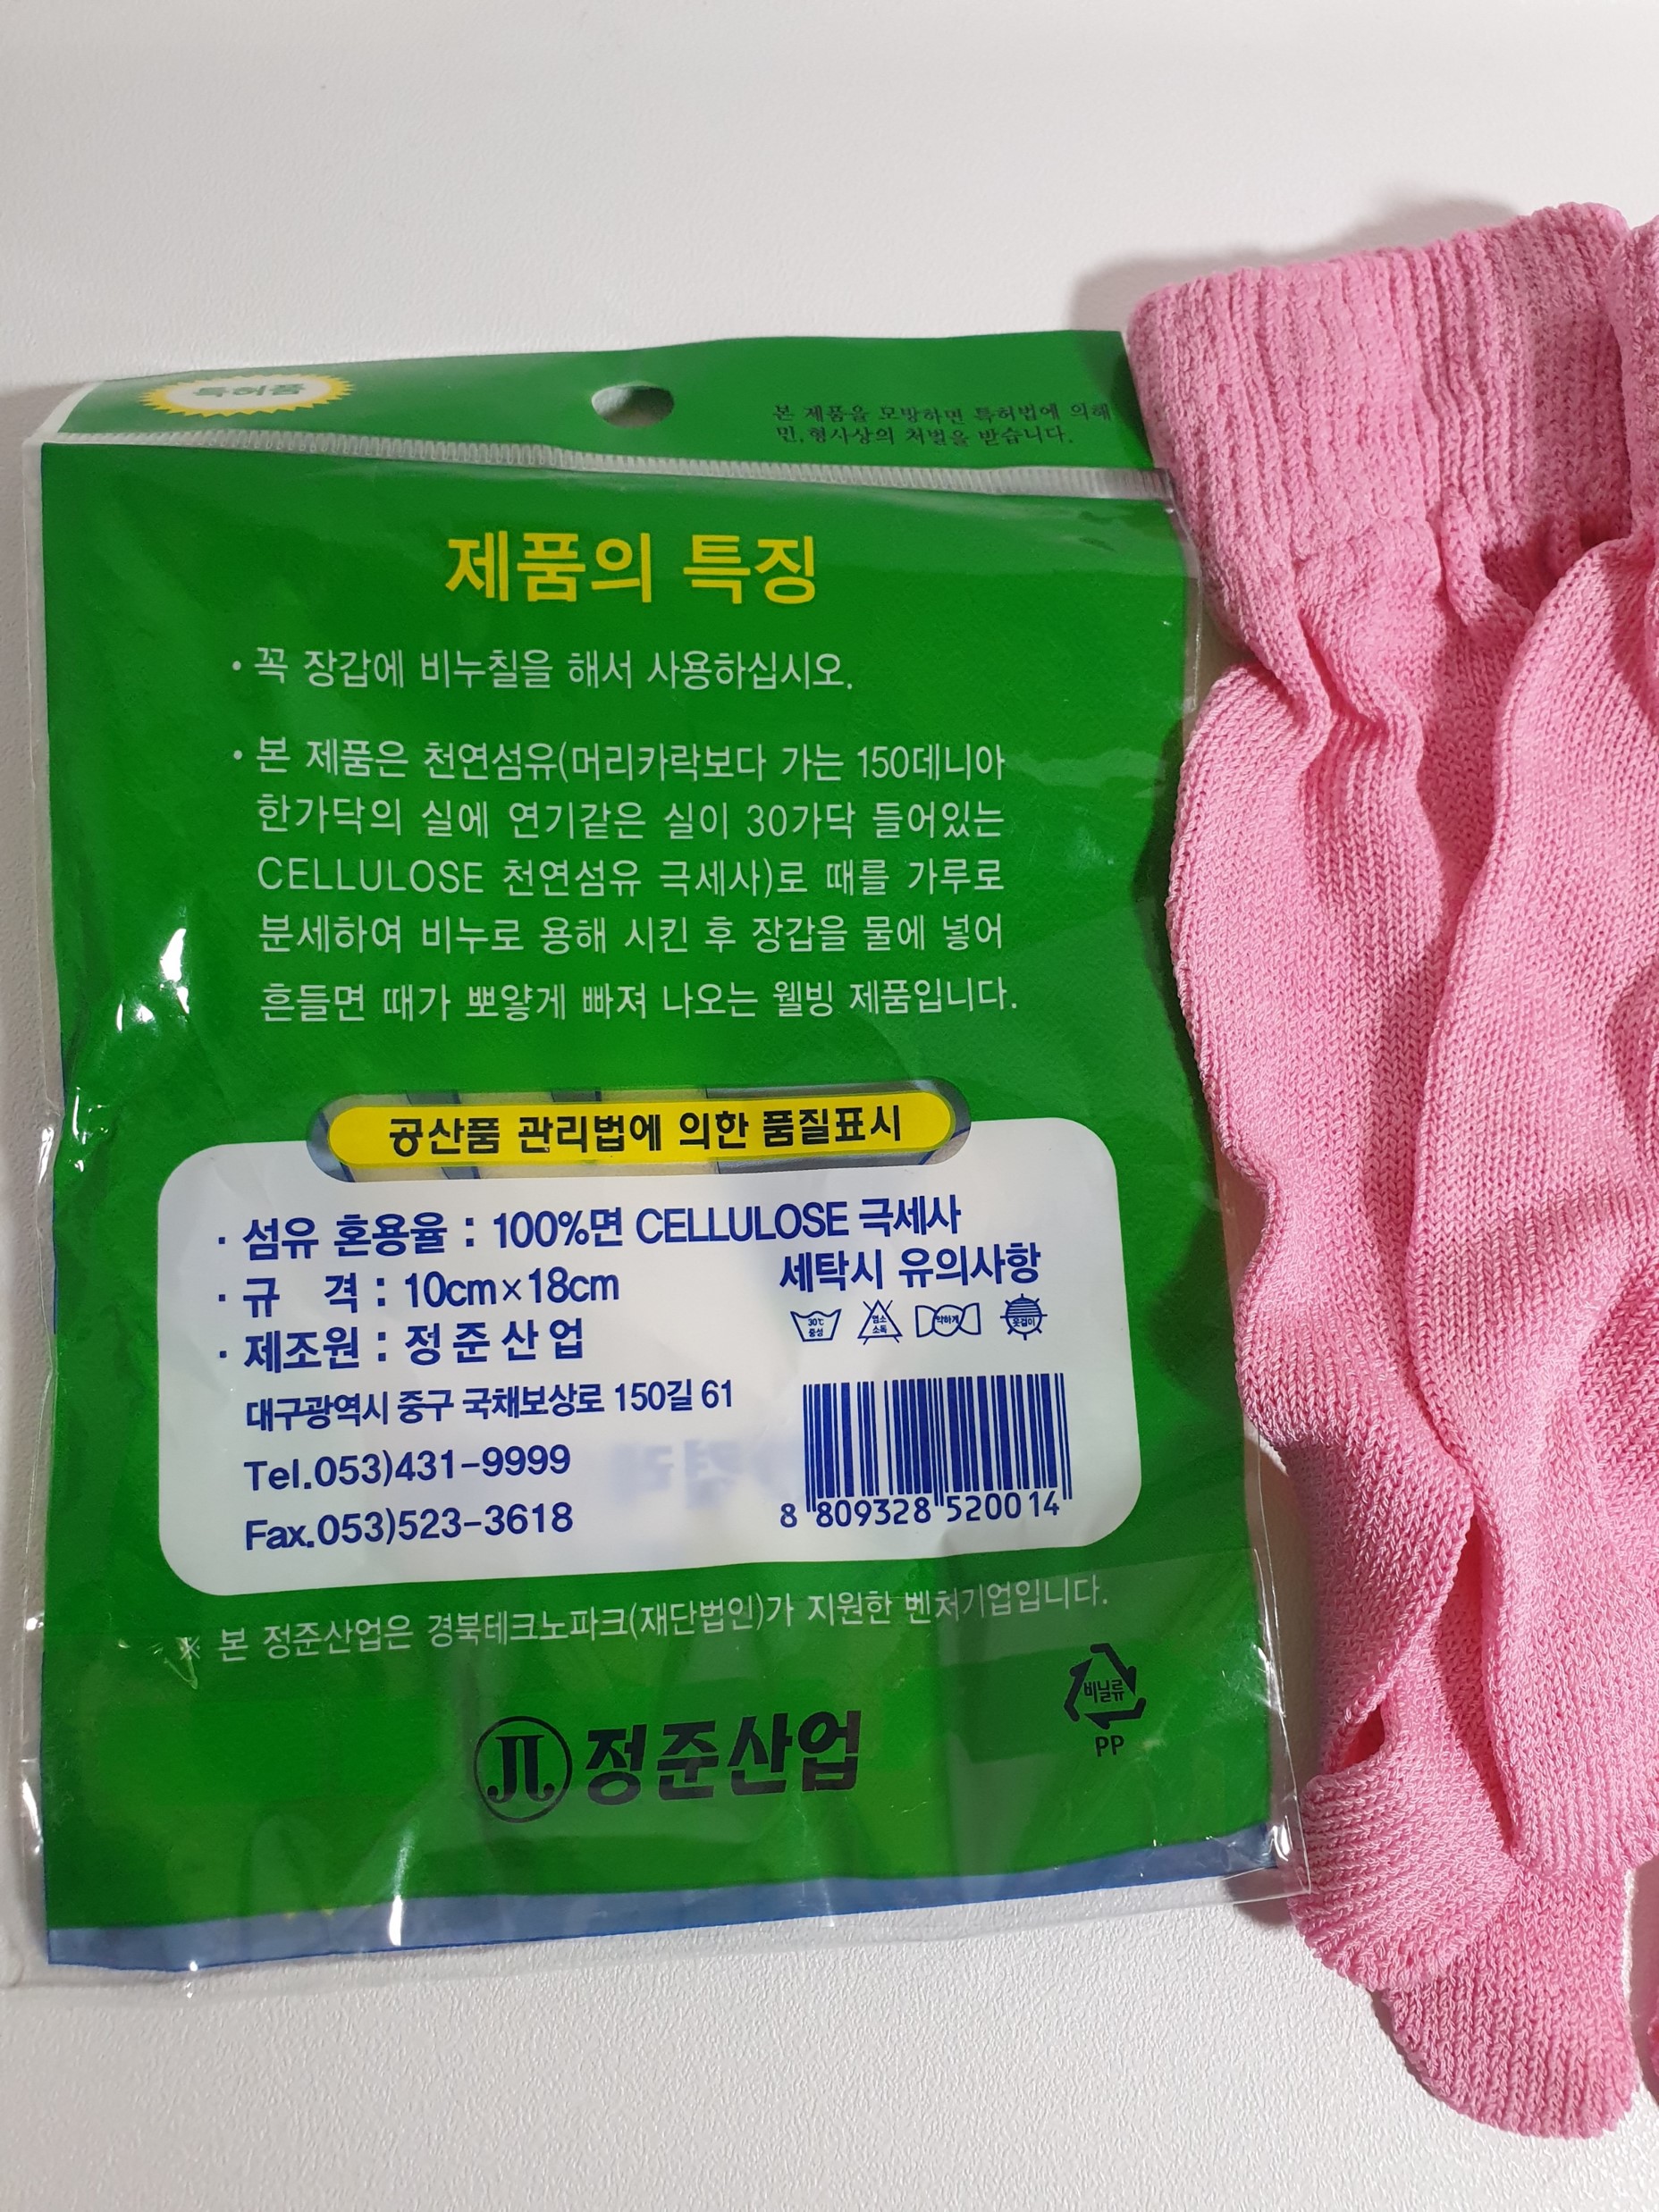 특허품
본 제품을 모방하면 특허법에 의해
민,형사상의 처벌을 받습니다.
제품의 특징
• 꼭 장갑에 비누칠을 해서 사용하십시오.
• 본 제품은 천연섬유(머리카락보다 가는 150데니아
한가닥의 실에 연기같은 실이 30가닥 들어있는
CELLULOSE 천연섬유 극세사)로 때를 가루로
분세하여 비누로 용해 시킨 후 장갑을 물에 넣어
흔들면 때가 뽀얗게 빠져 나오는 웰빙 제품입니다.
공산품 관리법에 의한 품질표시
· 섬유 혼용율 : 100%면 CELLULOSE 극세사
· 규 격 : 10cm×18cm
세탁시 유의사항
30℃ 중성
염소 소독
약하게
옷걸이
· 제조원 : 정준산업
대구광역시 중구 국채보상로 150길 61
Tel.053)431-9999
Fax.053)523-3618
8 809328 520014
※ 본 정준산업은 경북테크노파크(재단법인)가 지원한 벤처기업입니다.
비닐류
PP
정준산업